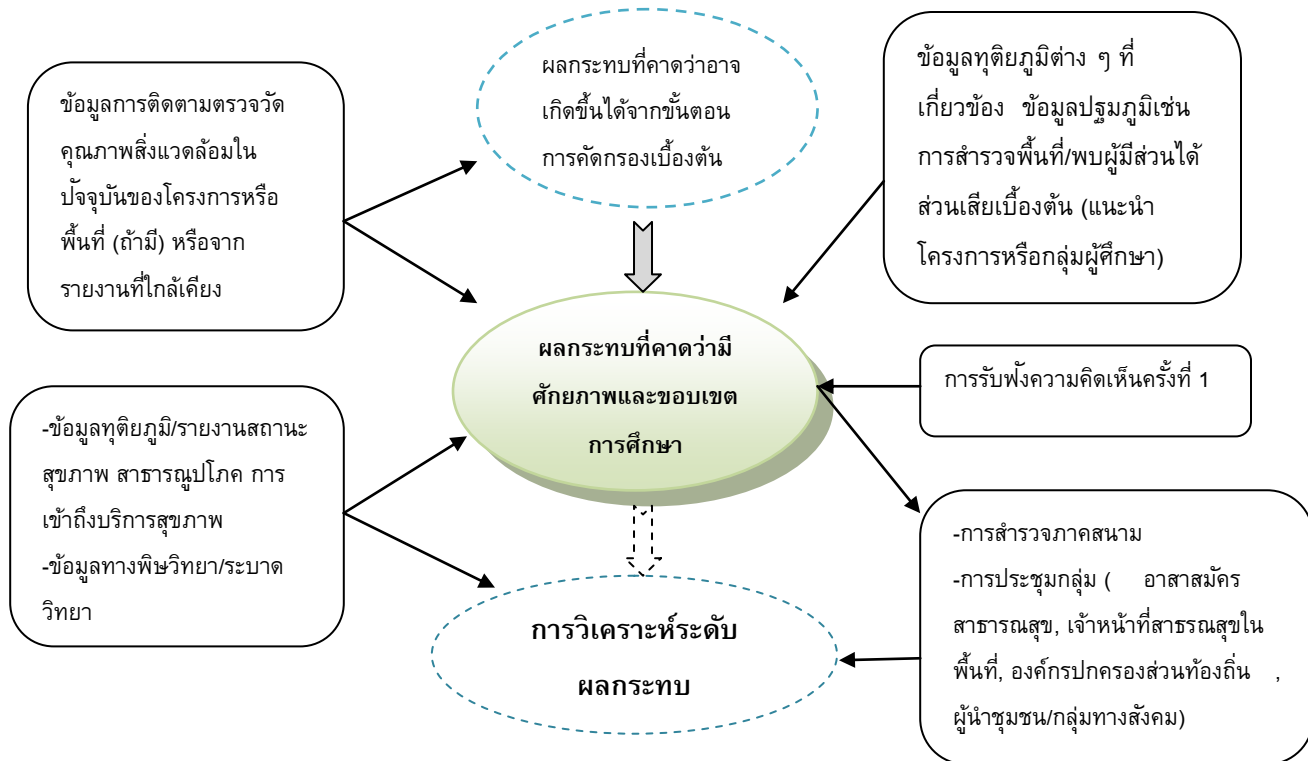 ผลกระทบที่คาดว่าอาจ
เกิดขึ้นได้จากขั้นตอน
การคัดกรองเบื้องต้น
ข้อมูลการติดตามตรวจวัด
คุณภาพสิ่งแวดล้อมใน
ปัจจุบันของโครงการหรือ
พื้นที่ (ถ้ามี) หรือจาก
รายงานที่ใกล้เคียง
ข้อมูลทุติยภูมิต่าง ๆ ที่
เกี่ยวข้อง ข้อมูลปฐมภูมิเช่น
การสำรวจพื้นที่/พบผู้มีส่วนได้
ส่วนเสียเบื้องต้น (แนะนำ
โครงการหรือกลุ่มผู้ศึกษา)
ผลกระทบที่คาดว่ามี
ศักยภาพและขอบเขต
การศึกษา
การรับฟังความคิดเห็นครั้งที่ 1
-ข้อมูลทุติยภูมิ/รายงานสถานะ
สุขภาพ สาธารณูปโภค การ
เข้าถึงบริการสุขภาพ
-ข้อมูลทางพิษวิทยา/ระบาด
วิทยา
-การสำรวจภาคสนาม
-การประชุมกลุ่ม ( อาสาสมัคร
สาธารณสุข, เจ้าหน้าที่สาธรณสุขใน
พื้นที่, องค์กรปกครองส่วนท้องถิ่น ,
ผู้นำชุมชน/กลุ่มทางสังคม)
การวิเคราะห์ระดับ
ผลกระทบ